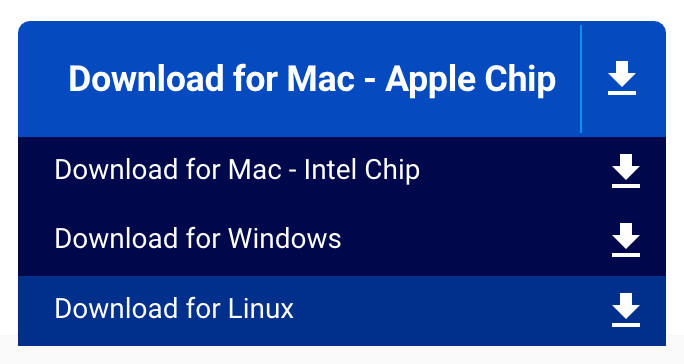 Download for Mac - Apple Chip
Download for Mac - Intel Chip
Download for Windows
Download for Linux